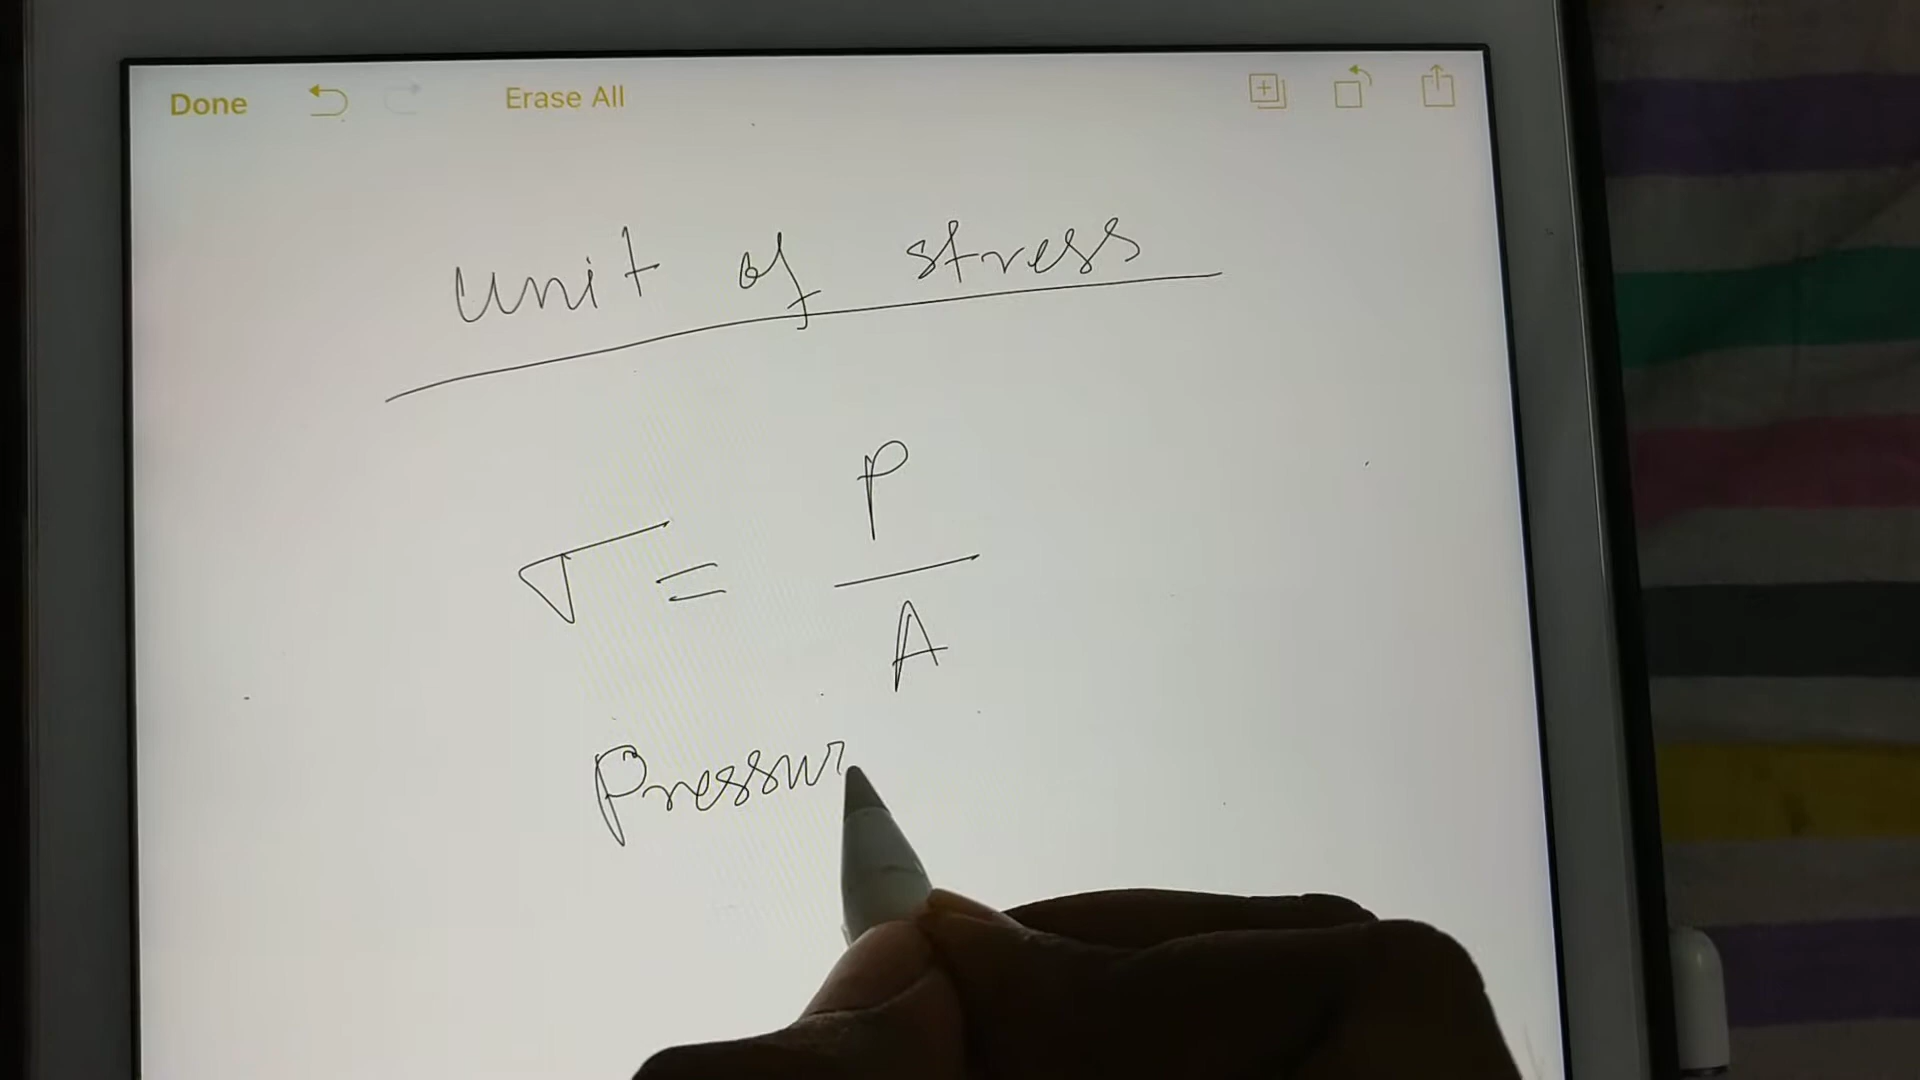 Done Erase All
unit of stress
σ = P
A
Pressur